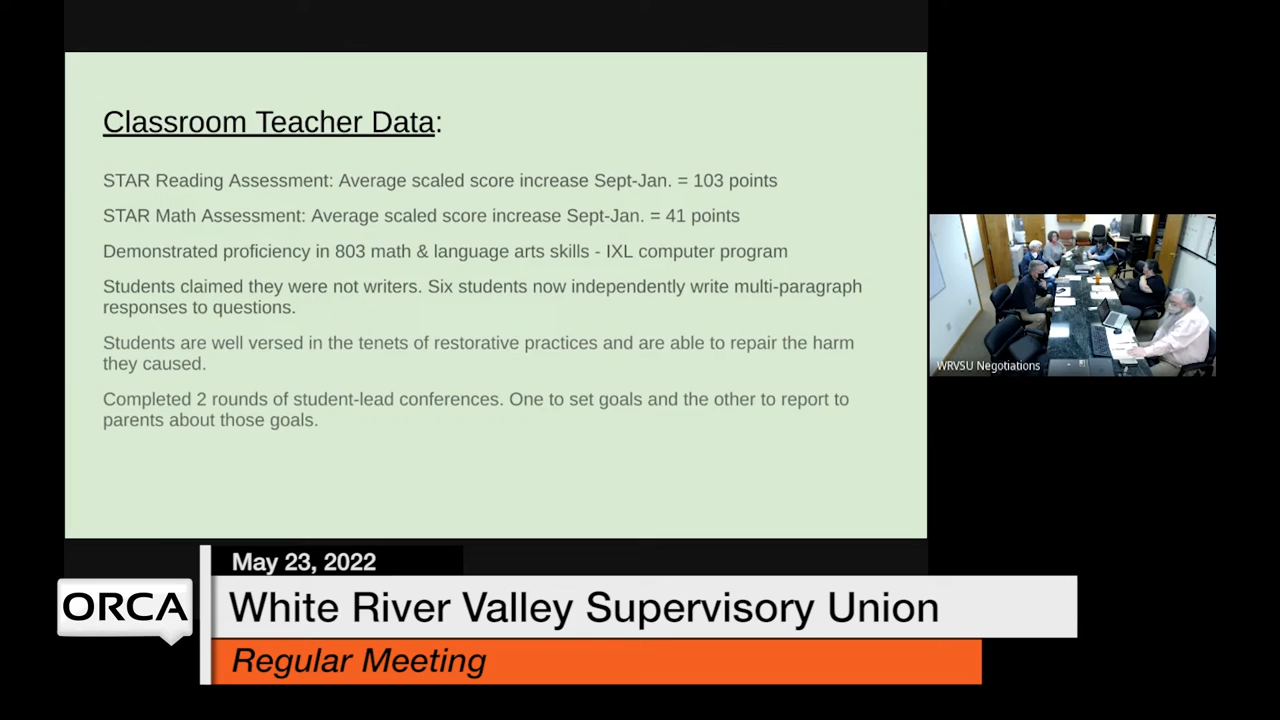 Classroom Teacher Data:
STAR Reading Assessment: Average scaled score increase Sept-Jan. = 103 points
STAR Math Assessment: Average scaled score increase Sept-Jan. = 41 points
Demonstrated proficiency in 803 math & language arts skills - IXL computer program
Students claimed they were not writers. Six students now independently write multi-paragraph
responses to questions.
Students are well versed in the tenets of restorative practices and are able to repair the harm
they caused.
Completed 2 rounds of student-lead conferences. One to set goals and the other to report to
parents about those goals.
WRVSU Negotiations
May 23, 2022
ORCA
White River Valley Supervisory Union
Regular Meeting